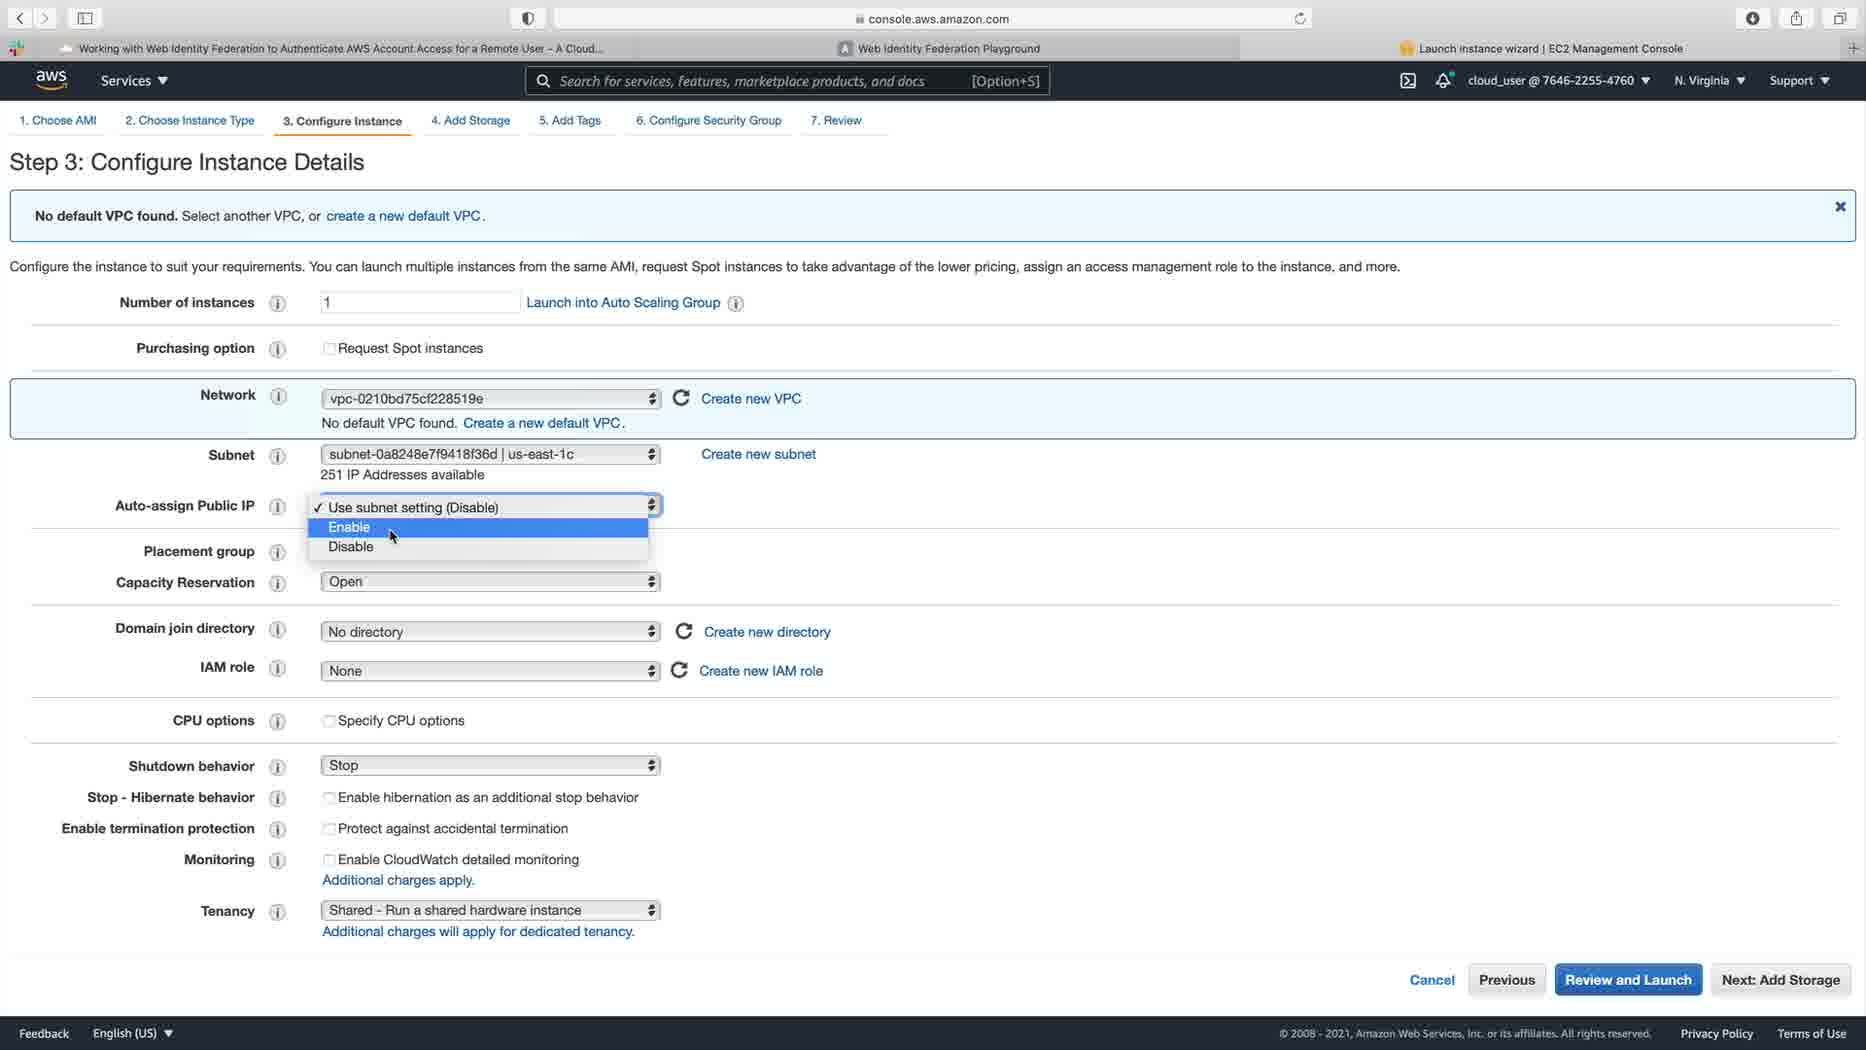 console.aws.amazon.com
Working with Web Identity Federation to Authenticate AWS Account Access for a Remote User – A Cloud...
A Web Identity Federation Playground
Launch instance wizard | EC2 Management Console
aws
Services
Search for services, features, marketplace products, and docs [Option+S]
cloud_user @ 7646-2255-4760
N. Virginia
Support
1. Choose AMI
2. Choose Instance Type
3. Configure Instance
4. Add Storage
5. Add Tags
6. Configure Security Group
7. Review
Step 3: Configure Instance Details
No default VPC found. Select another VPC, or create a new default VPC.
Configure the instance to suit your requirements. You can launch multiple instances from the same AMI, request Spot instances to take advantage of the lower pricing, assign an access management role to the instance, and more.
Number of instances 1 Launch into Auto Scaling Group
Purchasing option Request Spot instances
Network vpc-0210bd75cf228519e Create new VPC
No default VPC found. Create a new default VPC.
Subnet subnet-0a8248e7f9418f36d | us-east-1c Create new subnet
251 IP Addresses available
Auto-assign Public IP ✓ Use subnet setting (Disable)
Enable
Disable
Placement group
Capacity Reservation Open
Domain join directory No directory Create new directory
IAM role None Create new IAM role
CPU options Specify CPU options
Shutdown behavior Stop
Stop - Hibernate behavior Enable hibernation as an additional stop behavior
Enable termination protection Protect against accidental termination
Monitoring Enable CloudWatch detailed monitoring
Additional charges apply.
Tenancy Shared - Run a shared hardware instance
Additional charges will apply for dedicated tenancy.
Cancel Previous Review and Launch Next: Add Storage
Feedback English (US) © 2008 - 2021, Amazon Web Services, Inc. or its affiliates. All rights reserved. Privacy Policy Terms of Use